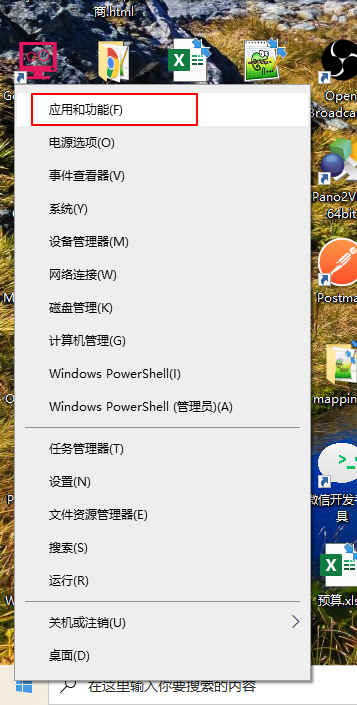 商.html
Open
Broadcast
应用和功能(F)
电源选项(O)
事件查看器(V)
系统(Y)
设备管理器(M)
网络连接(W)
磁盘管理(K)
计算机管理(G)
Windows PowerShell(I)
Windows PowerShell (管理员)(A)
任务管理器(T)
设置(N)
文件资源管理器(E)
搜索(S)
运行(R)
关机或注销(U)
桌面(D)
64bit
Postma
mappin
微信开发者
具
预算.xls
在这里输入你要搜索的内容